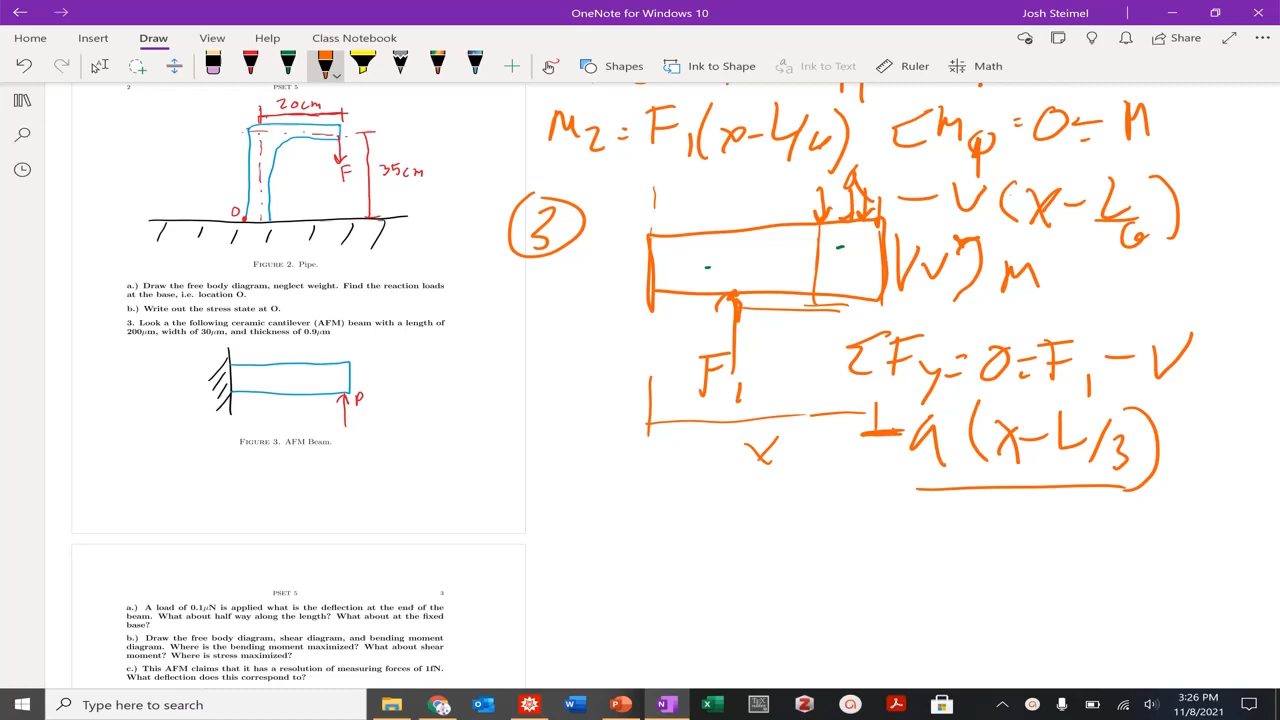 OneNote for Windows 10
Josh Steimel
Home Insert Draw View Help Class Notebook
Share
Shapes
Ink to Shape
Ink to Text
Ruler
Math
2 PSET 5
20cm
F
35cm
O
FIGURE 2. Pipe.
a.) Draw the free body diagram, neglect weight. Find the reaction loads
at the base, i.e. location O.
b.) Write out the stress state at O.
3. Look a the following ceramic cantilever (AFM) beam with a length of
200μm, width of 30μm, and thickness of 0.9μm
P
FIGURE 3. AFM Beam.
PSET 5 3
a.) A load of 0.1μN is applied what is the deflection at the end of the
beam. What about half way along the length? What about at the fixed
base?
b.) Draw the free body diagram, shear diagram, and bending moment
diagram. Where is the bending moment maximized? What about shear
moment? Where is stress maximized?
c.) This AFM claims that it has a resolution of measuring forces of 1fN.
What deflection does this correspond to?
M2 = F1(x-L/4)
ΣMφ = 0 = M
- V (x - L/6)
3
q
V M
F1
ΣFy = 0 = F1 - V
+ q (x - L/3)
x
Type here to search
3:26 PM
11/8/2021